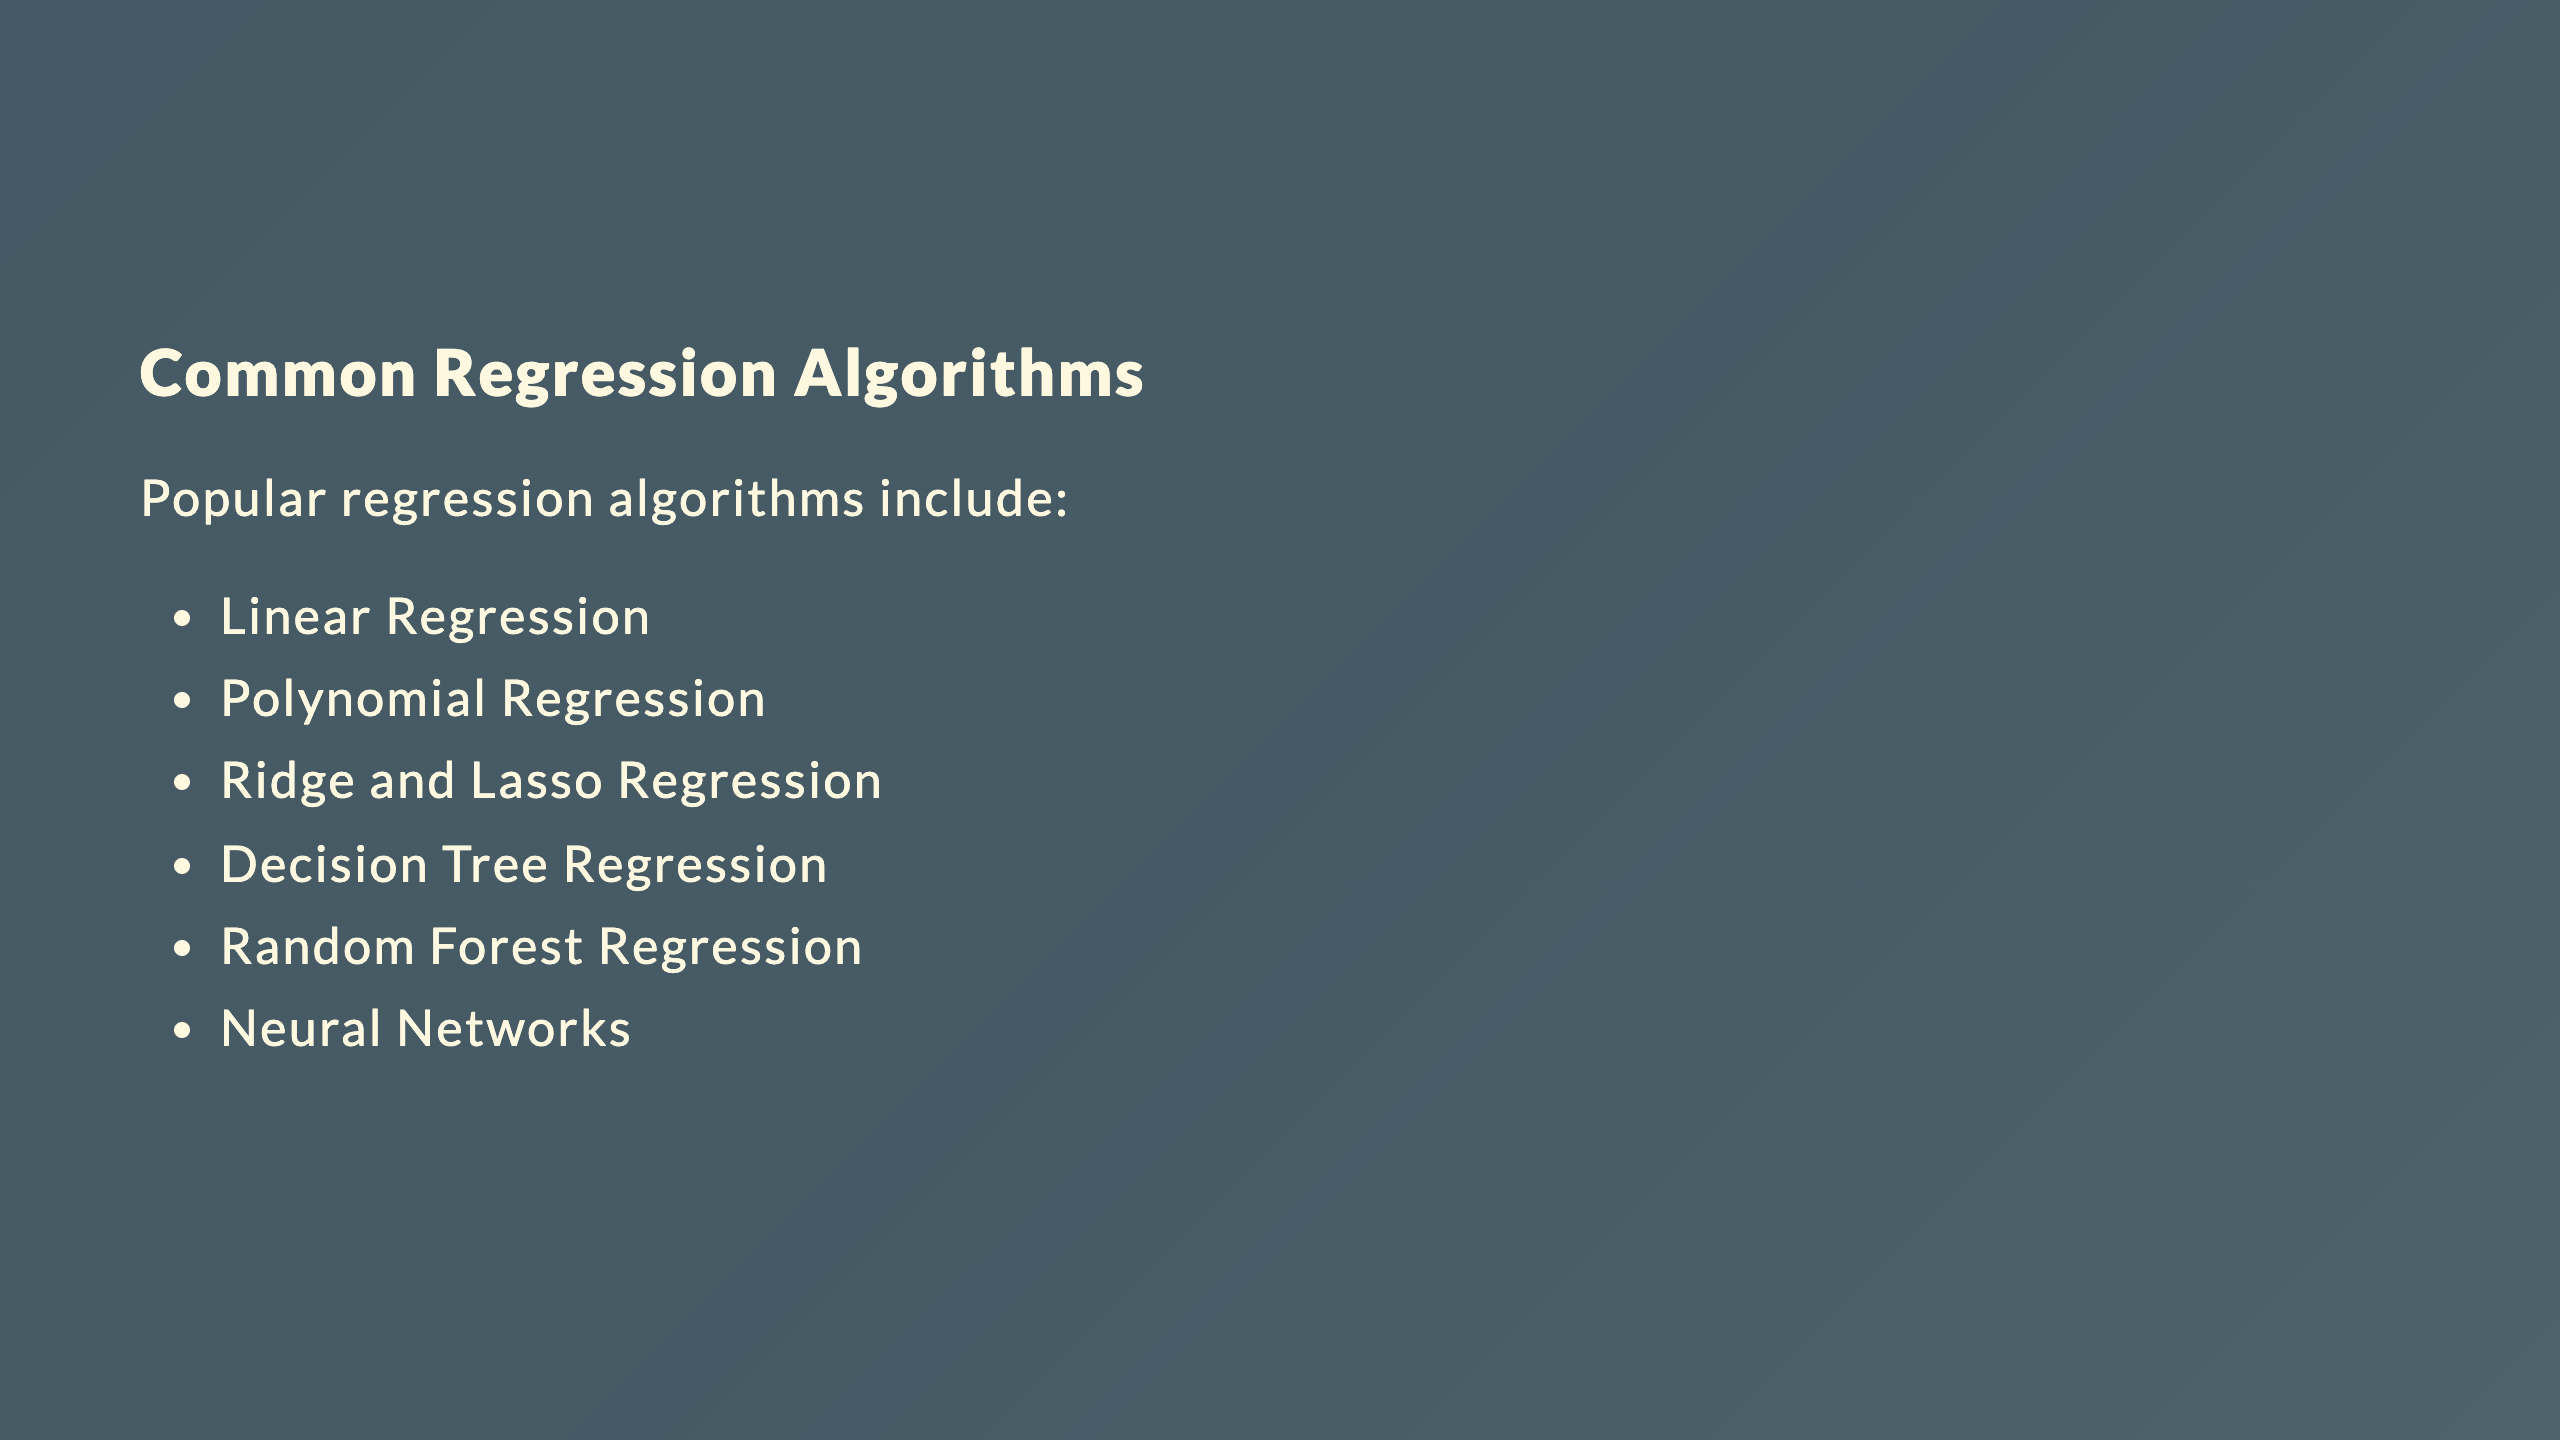 Common Regression Algorithms
Popular regression algorithms include:
• Linear Regression
• Polynomial Regression
• Ridge and Lasso Regression
• Decision Tree Regression
• Random Forest Regression
• Neural Networks